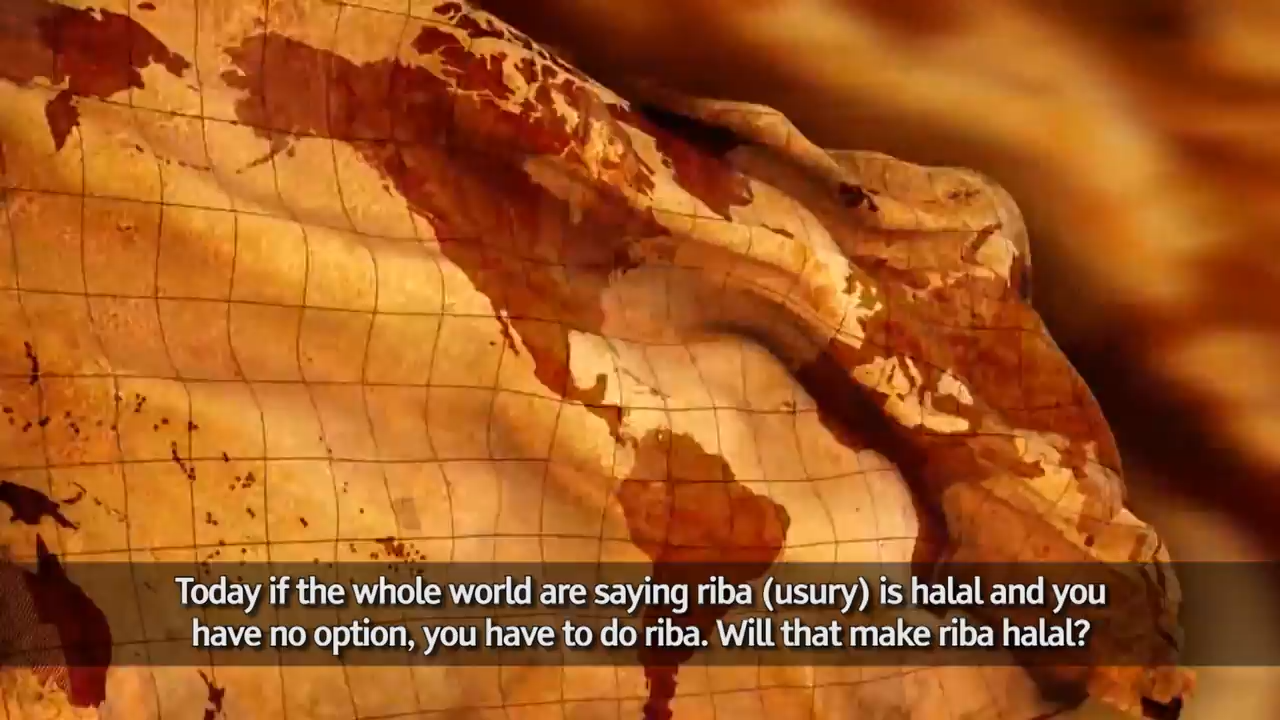 Today if the whole world are saying riba (usury) is halal and you
have no option, you have to do riba. Will that make riba halal?